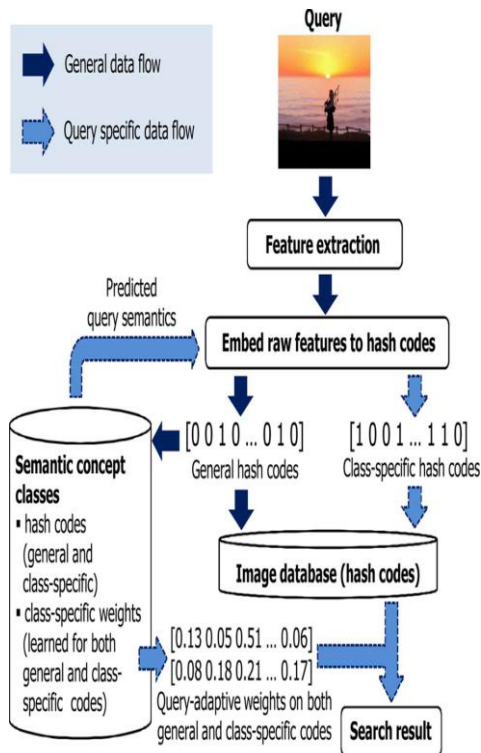 Query
General data flow
Query specific data flow
Feature extraction
Predicted
query semantics
Embed raw features to hash codes
[0 0 1 0 ... 0 1 0]
General hash codes
[1 0 0 1 ... 1 1 0]
Class-specific hash codes
Semantic concept
classes
▪ hash codes
(general and
class-specific)
▪ class-specific weights
(learned for both
general and class-
specific codes)
Image database (hash codes)
[0.13 0.05 0.51 ... 0.06]
[0.08 0.18 0.21 ... 0.17]
Query-adaptive weights on both
general and class-specific codes
Search result